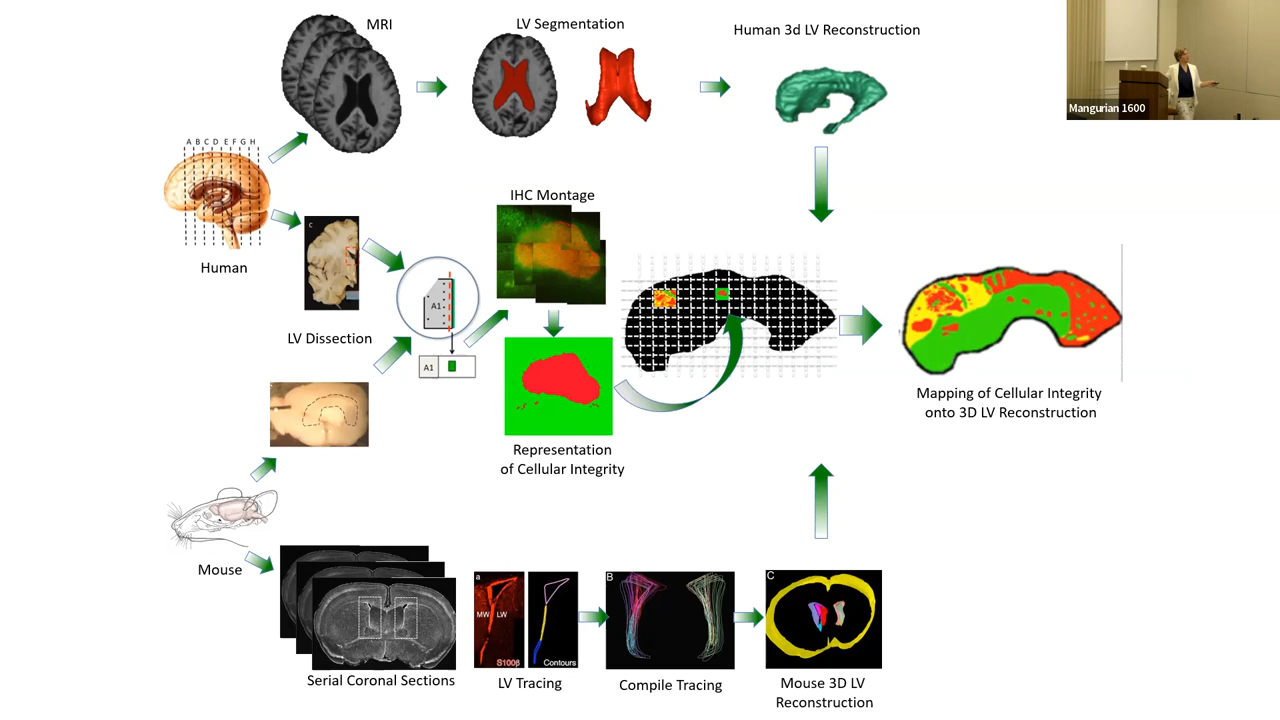 MRI
LV Segmentation
Human 3d LV Reconstruction
Mangurian 1600
A B C D E F G H
Human
C
LV Dissection
IHC Montage
A1
A1
Representation
of Cellular Integrity
Mapping of Cellular Integrity
onto 3D LV Reconstruction
Mouse
Serial Coronal Sections
a
MW LW
S100β
Contours
LV Tracing
B
Compile Tracing
C
Mouse 3D LV
Reconstruction